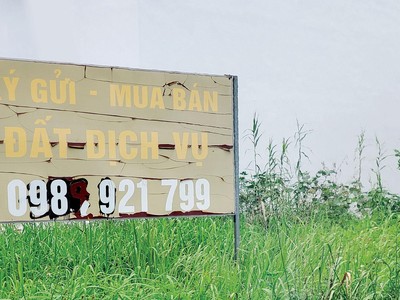 Ý GỬI - MUA BÁN
ĐẤT DỊCH VỤ
098 . 921 799